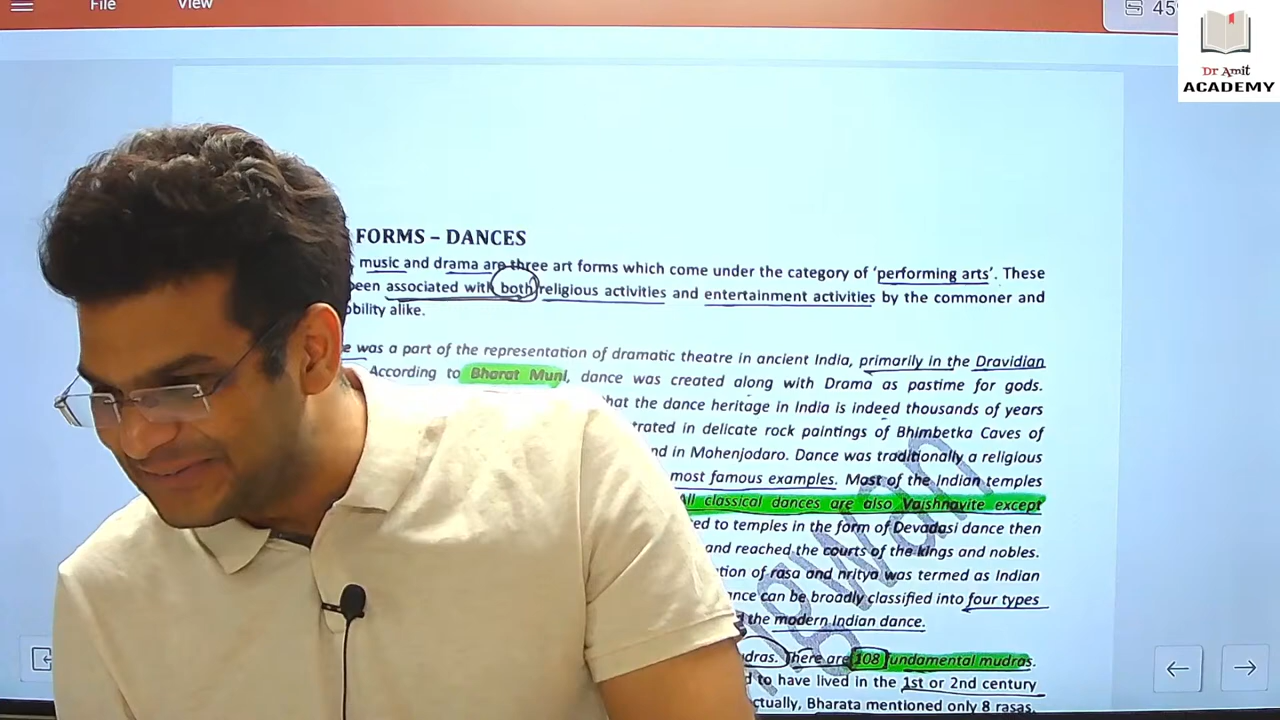 File View
459
Dr Amit
ACADEMY
FORMS – DANCES
music and drama are three art forms which come under the category of ‘performing arts’. These
been associated with both religious activities and entertainment activities by the commoner and
obility alike.
e was a part of the representation of dramatic theatre in ancient India, primarily in the Dravidian
According to Bharat Muni, dance was created along with Drama as pastime for gods.
hat the dance heritage in India is indeed thousands of years
trated in delicate rock paintings of Bhimbetka Caves of
nd in Mohenjodaro. Dance was traditionally a religious
most famous examples. Most of the Indian temples
All classical dances are also Vaishnavite except
ed to temples in the form of Devadasi dance then
and reached the courts of the kings and nobles.
tion of rasa and nritya was termed as Indian
nce can be broadly classified into four types
d the modern Indian dance.
dras. There are 108 fundamental mudras.
d to have lived in the 1st or 2nd century
ctually, Bharata mentioned only 8 rasas.